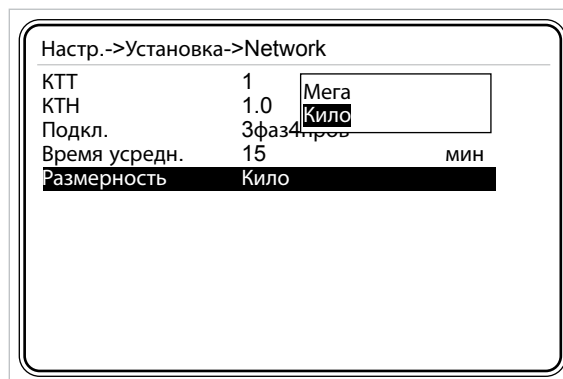 Настр.->Установка->Network
КТТ 1
Мега
КТН 1.0
Кило
Подкл. 3фаз4пров
Время усредн. 15 мин
Размерность Кило